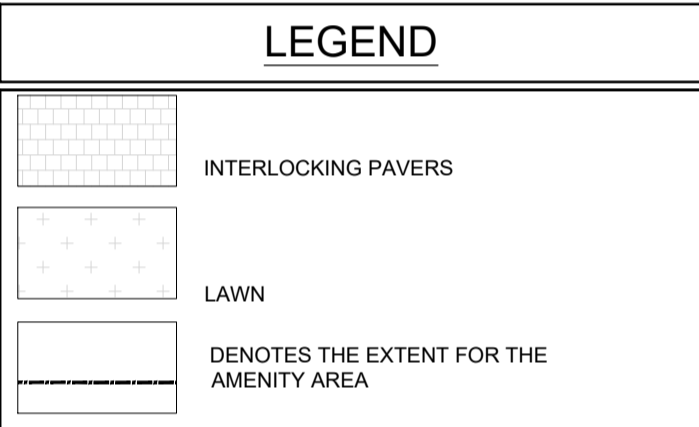 LEGEND
INTERLOCKING PAVERS
LAWN
DENOTES THE EXTENT FOR THE
AMENITY AREA